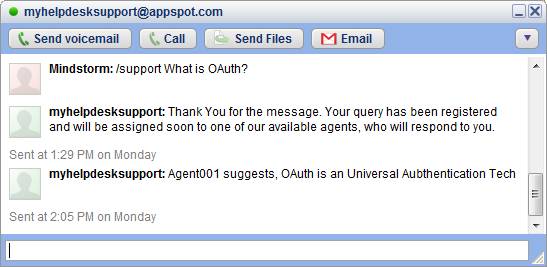 myhelpdesksupport@appspot.com
Send voicemail Call Send Files Email
Mindstorm: /support What is OAuth?
myhelpdesksupport: Thank You for the message. Your query has been registered
and will be assigned soon to one of our available agents, who will respond to you.
Sent at 1:29 PM on Monday
myhelpdesksupport: Agent001 suggests, OAuth is an Universal Aubthentication Tech
Sent at 2:05 PM on Monday